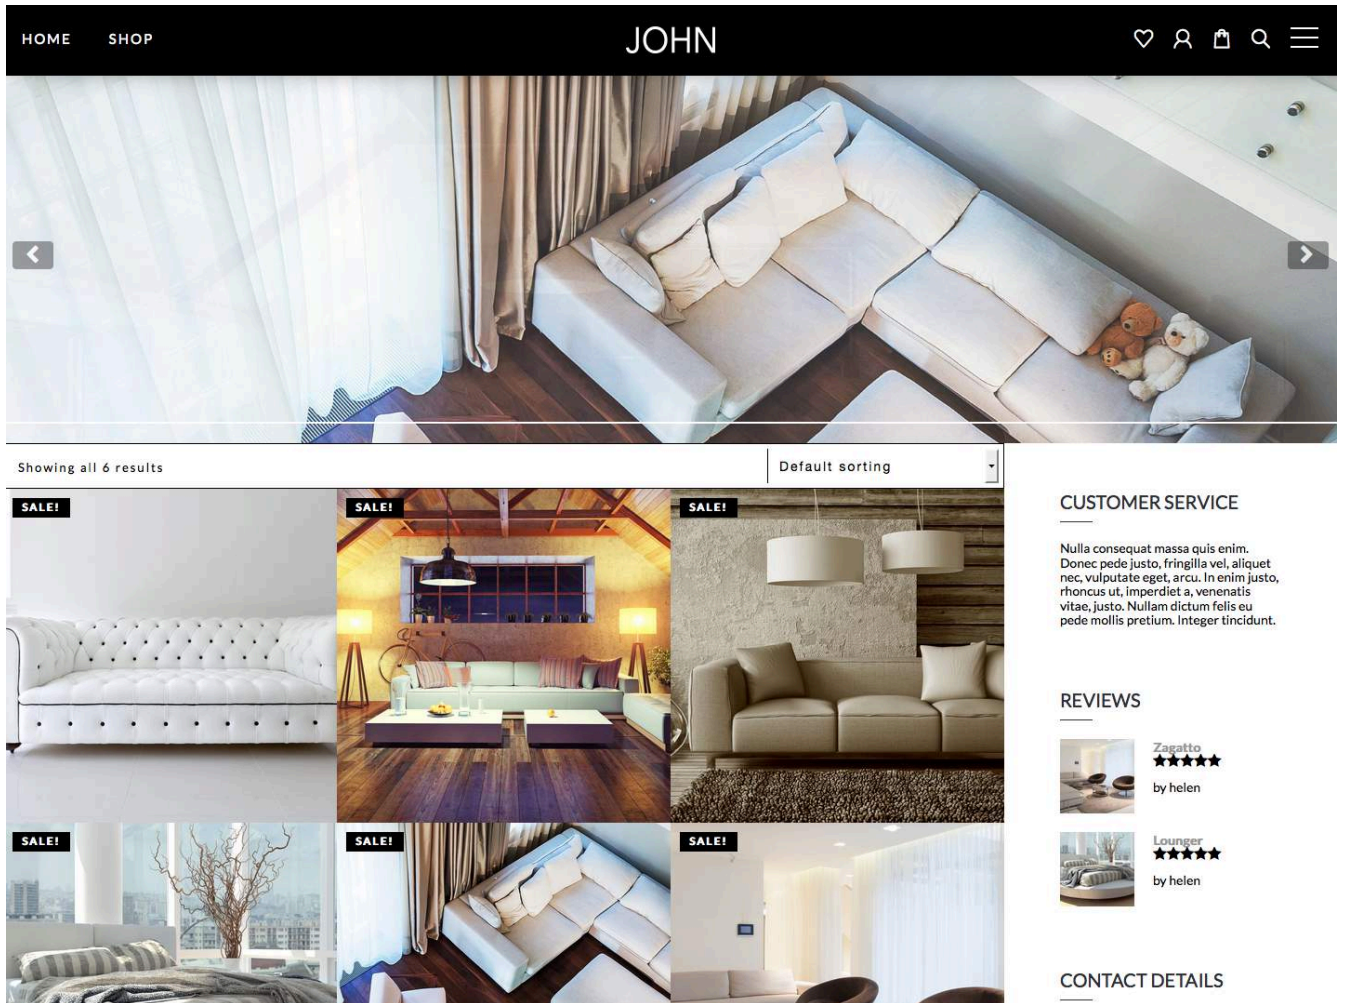 HOME
SHOP
JOHN
Showing all 6 results
Default sorting
SALE!
SALE!
SALE!
SALE!
SALE!
SALE!
CUSTOMER SERVICE
Nulla consequat massa quis enim.
Donec pede justo, fringilla vel, aliquet
nec, vulputate eget, arcu. In enim justo,
rhoncus ut, imperdiet a, venenatis
vitae, justo. Nullam dictum felis eu
pede mollis pretium. Integer tincidunt.
REVIEWS
Zagatto
by helen
Lounger
by helen
CONTACT DETAILS